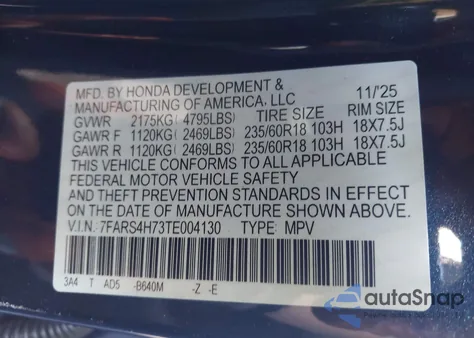 MFD. BY HONDA DEVELOPMENT &
MANUFACTURING OF AMERICA, LLC 11/'25
GVWR 2175KG ( 4795LBS) TIRE SIZE RIM SIZE
GAWR F 1120KG ( 2469LBS) 235/60R18 103H 18X7.5J
GAWR R 1120KG ( 2469LBS) 235/60R18 103H 18X7.5J
THIS VEHICLE CONFORMS TO ALL APPLICABLE
FEDERAL MOTOR VEHICLE SAFETY
AND THEFT PREVENTION STANDARDS IN EFFECT
ON THE DATE OF MANUFACTURE SHOWN ABOVE.
V.I.N.:7FARS4H73TE004130 TYPE: MPV
3A4 T AD5 -B640M -Z -E
autoSnap